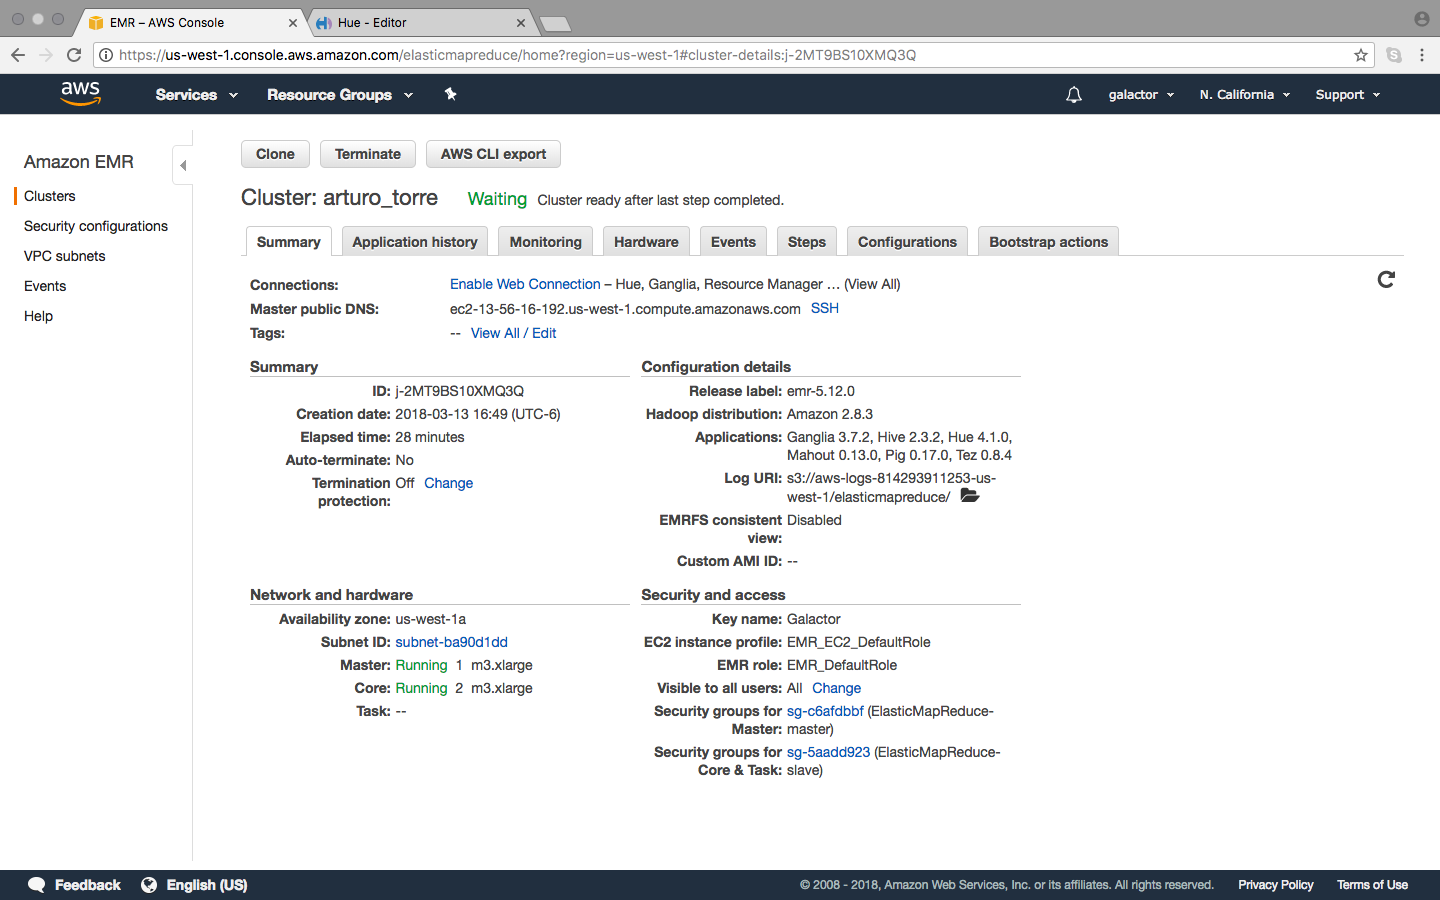 EMR – AWS Console
Hue - Editor
https://us-west-1.console.aws.amazon.com/elasticmapreduce/home?region=us-west-1#cluster-details:j-2MT9BS10XMQ3Q
aws Services Resource Groups galactor N. California Support
Amazon EMR
Clusters
Security configurations
VPC subnets
Events
Help
Clone Terminate AWS CLI export
Cluster: arturo_torre Waiting Cluster ready after last step completed.
Summary Application history Monitoring Hardware Events Steps Configurations Bootstrap actions
Connections: Enable Web Connection – Hue, Ganglia, Resource Manager ... (View All)
Master public DNS: ec2-13-56-16-192.us-west-1.compute.amazonaws.com SSH
Tags: -- View All / Edit
Summary
ID: j-2MT9BS10XMQ3Q
Creation date: 2018-03-13 16:49 (UTC-6)
Elapsed time: 28 minutes
Auto-terminate: No
Termination Off Change
protection:
Configuration details
Release label: emr-5.12.0
Hadoop distribution: Amazon 2.8.3
Applications: Ganglia 3.7.2, Hive 2.3.2, Hue 4.1.0,
Mahout 0.13.0, Pig 0.17.0, Tez 0.8.4
Log URI: s3://aws-logs-814293911253-us-
west-1/elasticmapreduce/
EMRFS consistent Disabled
view:
Custom AMI ID: --
Network and hardware
Availability zone: us-west-1a
Subnet ID: subnet-ba90d1dd
Master: Running 1 m3.xlarge
Core: Running 2 m3.xlarge
Task: --
Security and access
Key name: Galactor
EC2 instance profile: EMR_EC2_DefaultRole
EMR role: EMR_DefaultRole
Visible to all users: All Change
Security groups for sg-c6afdbbf (ElasticMapReduce-
Master: master)
Security groups for sg-5aadd923 (ElasticMapReduce-
Core & Task: slave)
Feedback English (US) © 2008 - 2018, Amazon Web Services, Inc. or its affiliates. All rights reserved. Privacy Policy Terms of Use